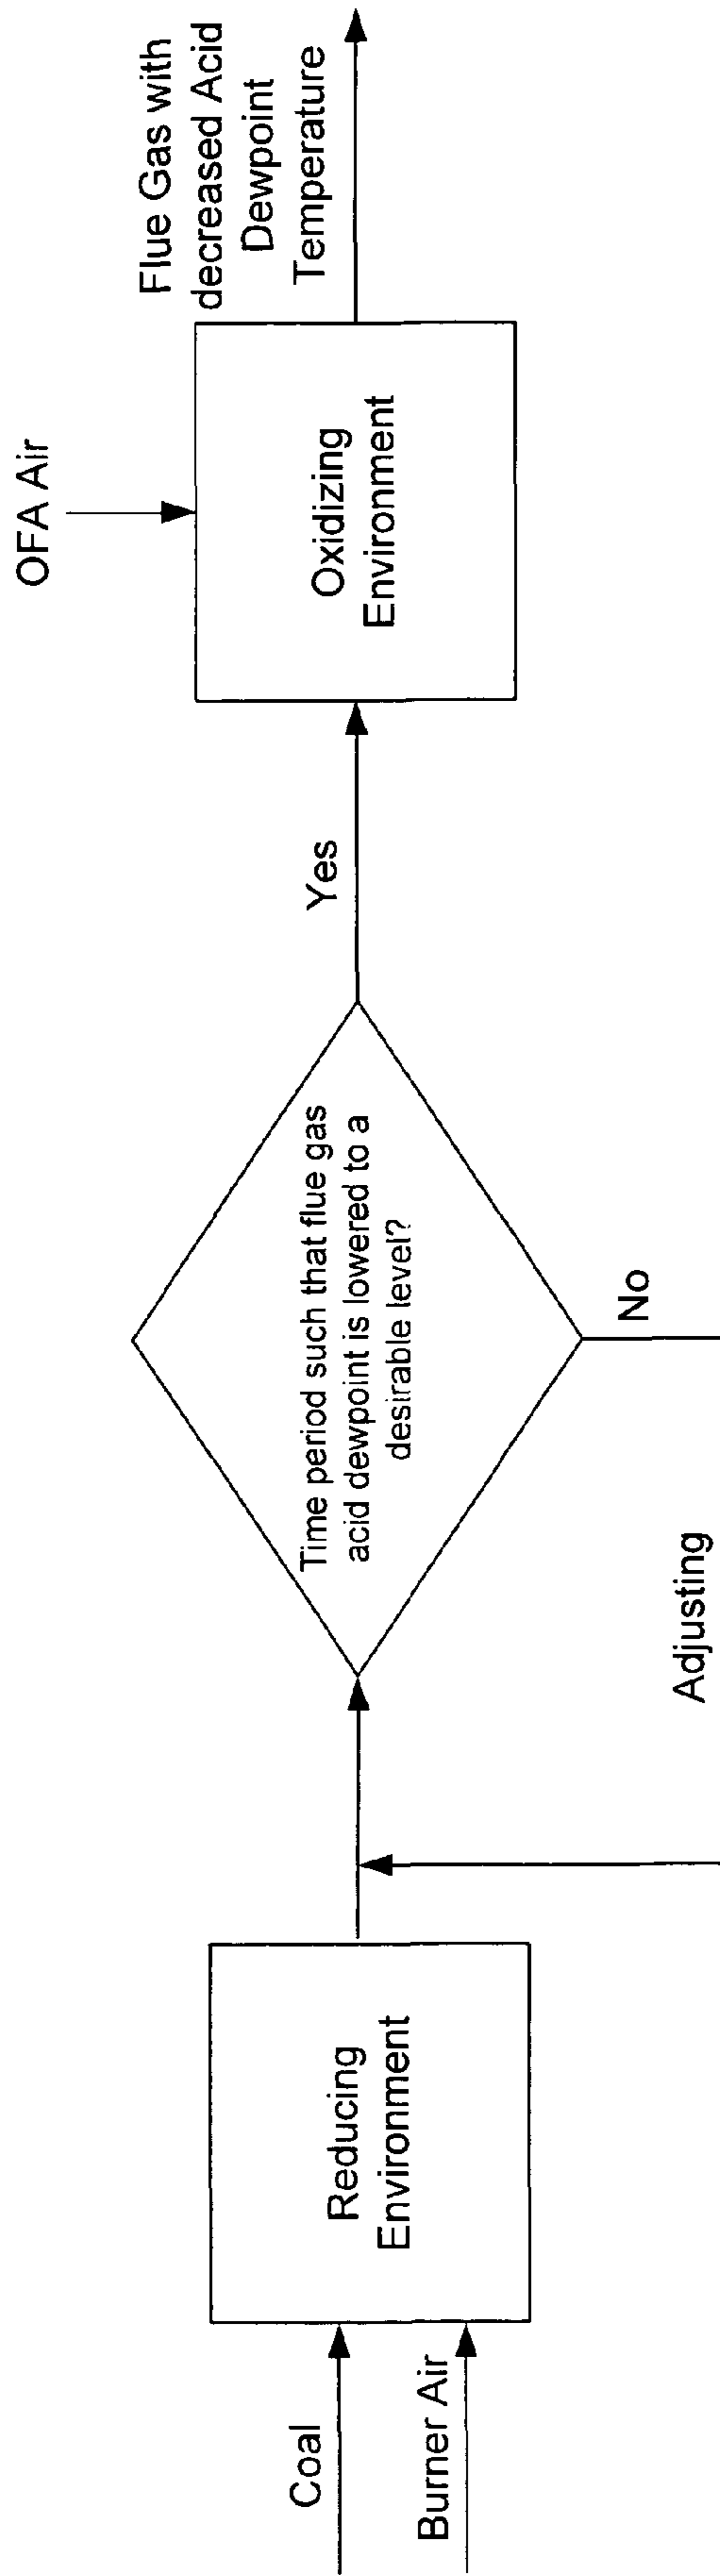 Coal
Burner Air
Reducing
Environment
Time period such that flue gas
acid dewpoint is lowered to a
desirable level?
No
Adjusting
Yes
OFA Air
Oxidizing
Environment
Flue Gas with
decreased Acid
Dewpoint
Temperature